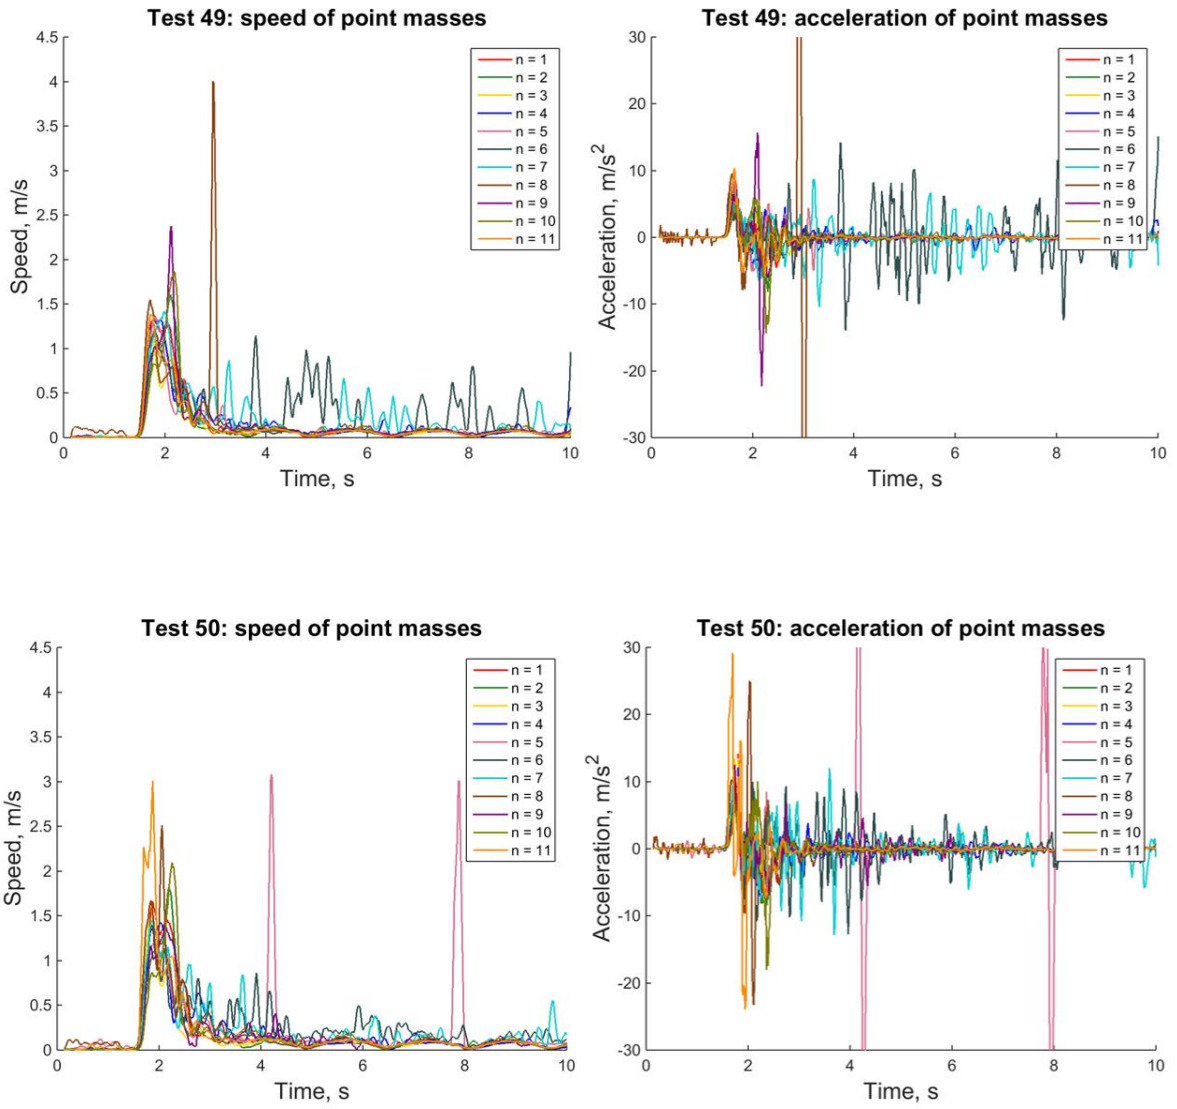 Test 49: speed of point masses
4.5
4
3.5
3
2.5
2
1.5
1
0.5
0
Speed, m/s
0 2 4 6 8 10
Time, s
n = 1
n = 2
n = 3
n = 4
n = 5
n = 6
n = 7
n = 8
n = 9
n = 10
n = 11
Test 49: acceleration of point masses
30
20
10
0
-10
-20
-30
Acceleration, m/s2
0 2 4 6 8 10
Time, s
n = 1
n = 2
n = 3
n = 4
n = 5
n = 6
n = 7
n = 8
n = 9
n = 10
n = 11
Test 50: speed of point masses
4.5
4
3.5
3
2.5
2
1.5
1
0.5
0
Speed, m/s
0 2 4 6 8 10
Time, s
n = 1
n = 2
n = 3
n = 4
n = 5
n = 6
n = 7
n = 8
n = 9
n = 10
n = 11
Test 50: acceleration of point masses
30
20
10
0
-10
-20
-30
Acceleration, m/s2
0 2 4 6 8 10
Time, s
n = 1
n = 2
n = 3
n = 4
n = 5
n = 6
n = 7
n = 8
n = 9
n = 10
n = 11